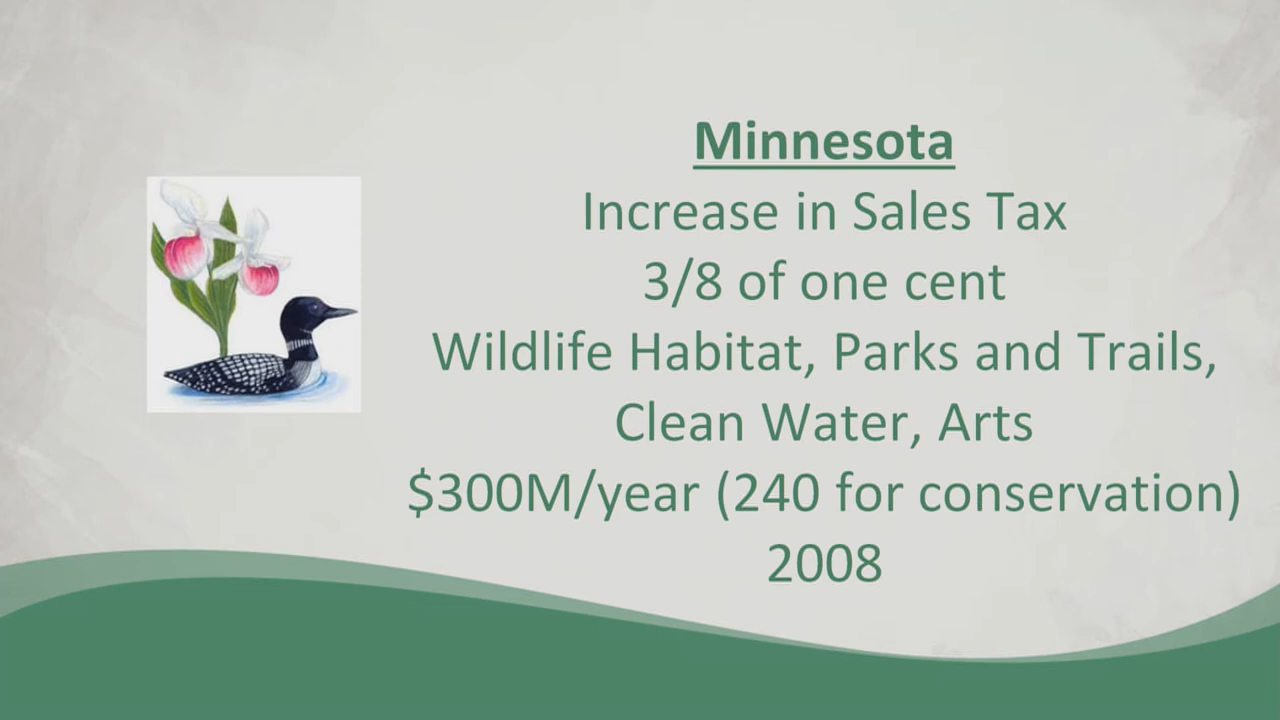 Minnesota
Increase in Sales Tax
3/8 of one cent
Wildlife Habitat, Parks and Trails,
Clean Water, Arts
$300M/year (240 for conservation)
2008